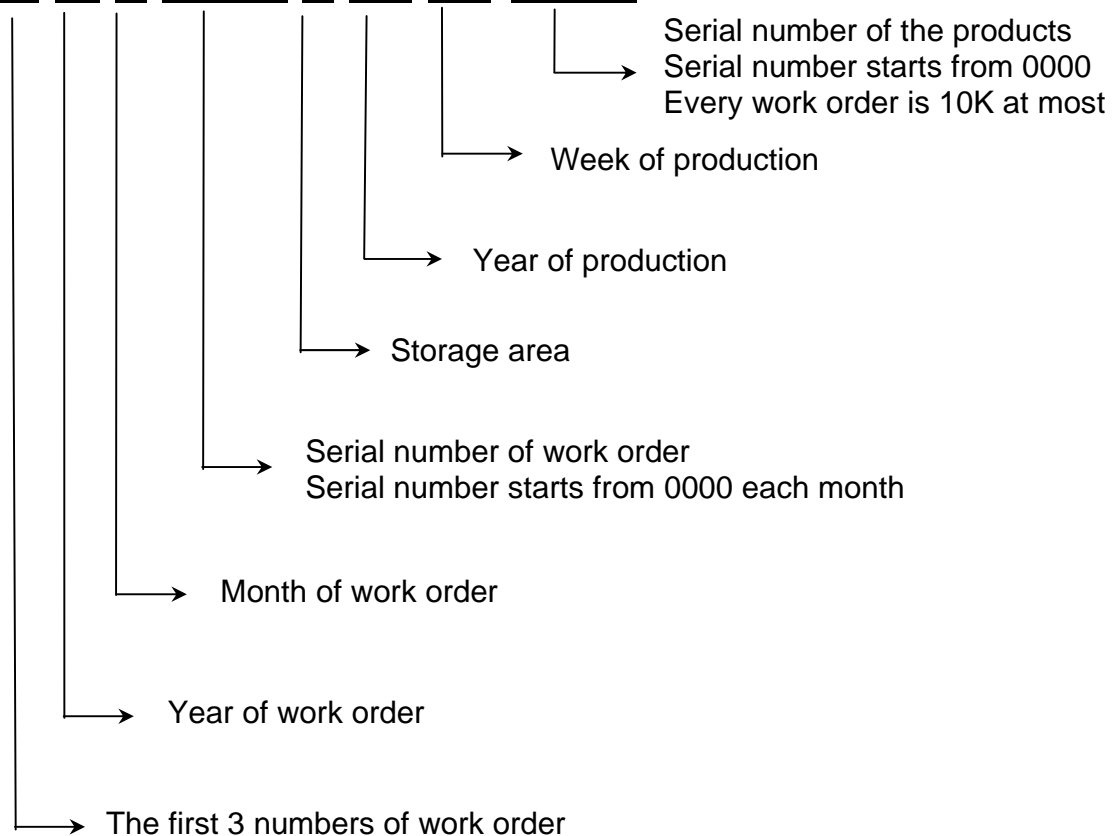 Serial number of the products
Serial number starts from 0000
Every work order is 10K at most
Week of production
Year of production
Storage area
Serial number of work order
Serial number starts from 0000 each month
Month of work order
Year of work order
The first 3 numbers of work order